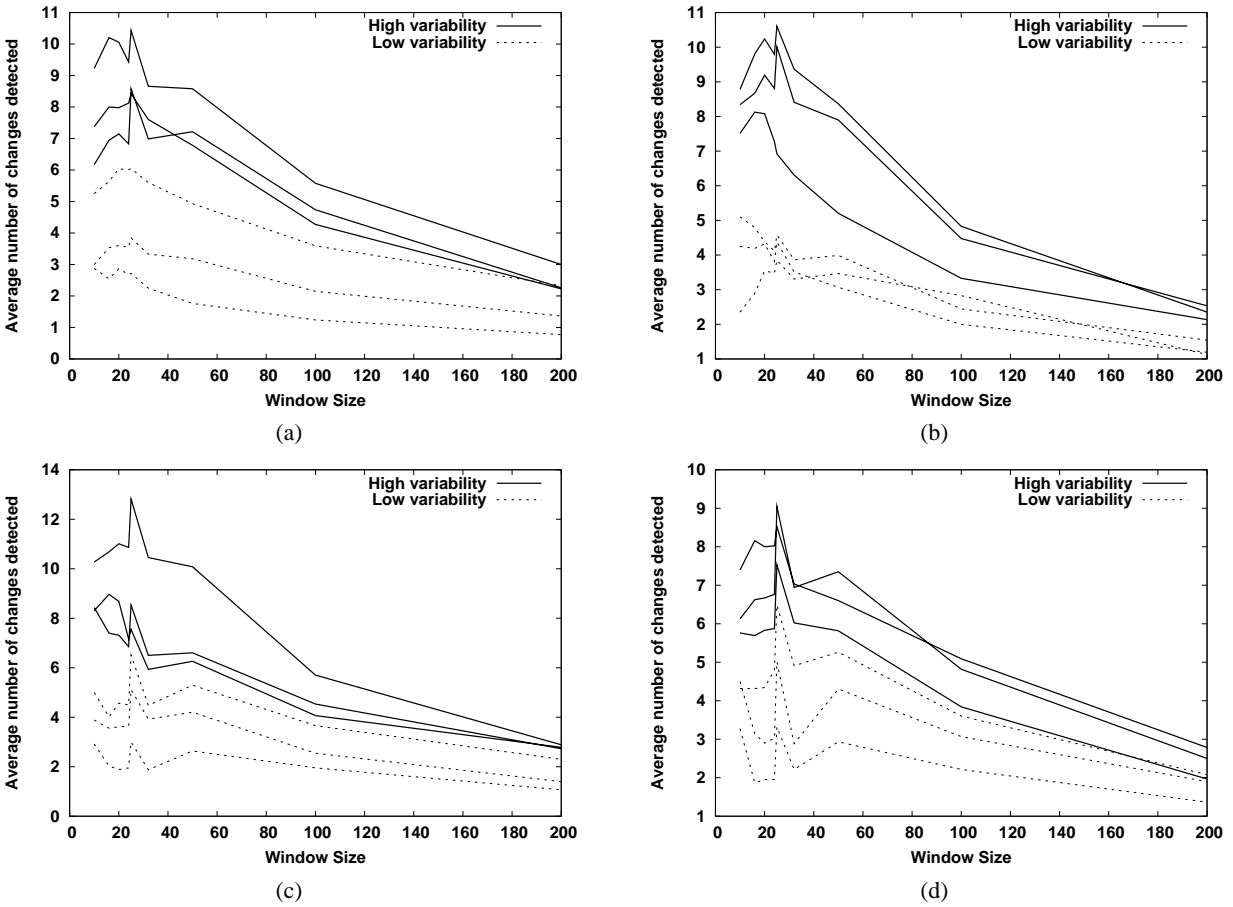 High variability
Low variability
Average number of changes detected
11
10
9
8
7
6
5
4
3
2
1
0
0 20 40 60 80 100 120 140 160 180 200
Window Size
(a)
High variability
Low variability
Average number of changes detected
11
10
9
8
7
6
5
4
3
2
1
0 20 40 60 80 100 120 140 160 180 200
Window Size
(b)
High variability
Low variability
Average number of changes detected
14
12
10
8
6
4
2
0
0 20 40 60 80 100 120 140 160 180 200
Window Size
(c)
High variability
Low variability
Average number of changes detected
10
9
8
7
6
5
4
3
2
1
0 20 40 60 80 100 120 140 160 180 200
Window Size
(d)